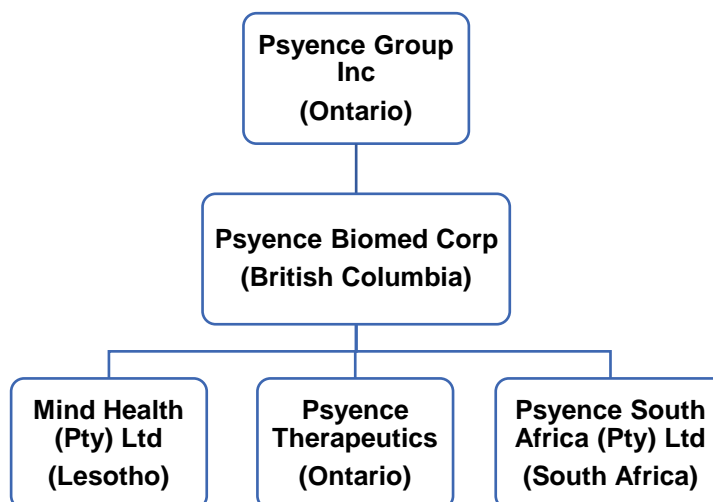 Psyence Group
Inc
(Ontario)
Psyence Biomed Corp
(British Columbia)
Mind Health
(Pty) Ltd
(Lesotho)
Psyence
Therapeutics
(Ontario)
Psyence South
Africa (Pty) Ltd
(South Africa)